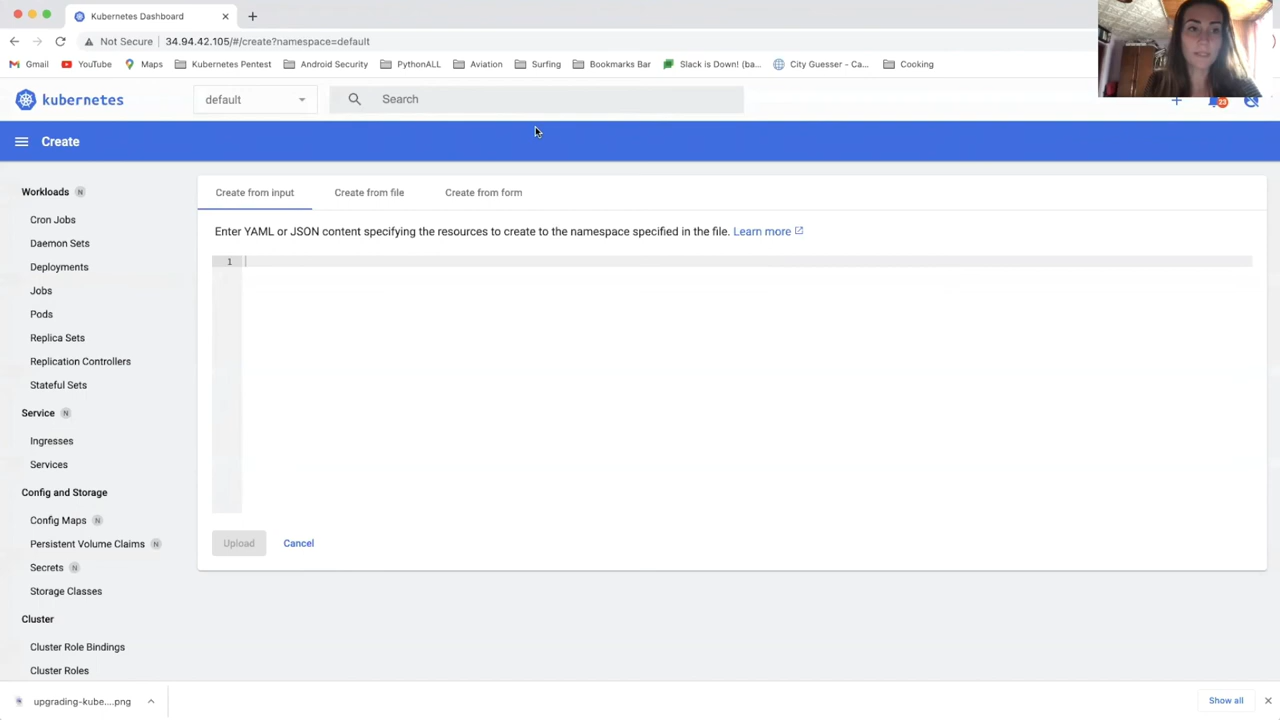 Kubernetes Dashboard
Not Secure 34.94.42.105/#/create?namespace=default
Gmail YouTube Maps Kubernetes Pentest Android Security PythonALL Aviation Surfing Bookmarks Bar Slack is Down! (ba... City Guesser - Ca... Cooking
kubernetes default Search 23
Create
Workloads N
Cron Jobs
Daemon Sets
Deployments
Jobs
Pods
Replica Sets
Replication Controllers
Stateful Sets
Service N
Ingresses
Services
Config and Storage
Config Maps N
Persistent Volume Claims N
Secrets N
Storage Classes
Cluster
Cluster Role Bindings
Cluster Roles
Create from input Create from file Create from form
Enter YAML or JSON content specifying the resources to create to the namespace specified in the file. Learn more
1
Upload Cancel
upgrading-kube....png Show all